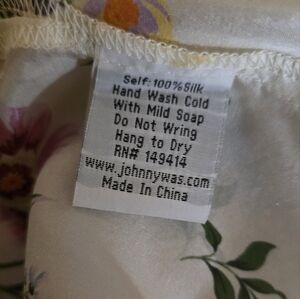 Self: 100% Silk
Hand Wash Cold
With Mild Soap
Do Not Wring
Hang to Dry
RN# 149414
www.johnnywas.com
Made In China